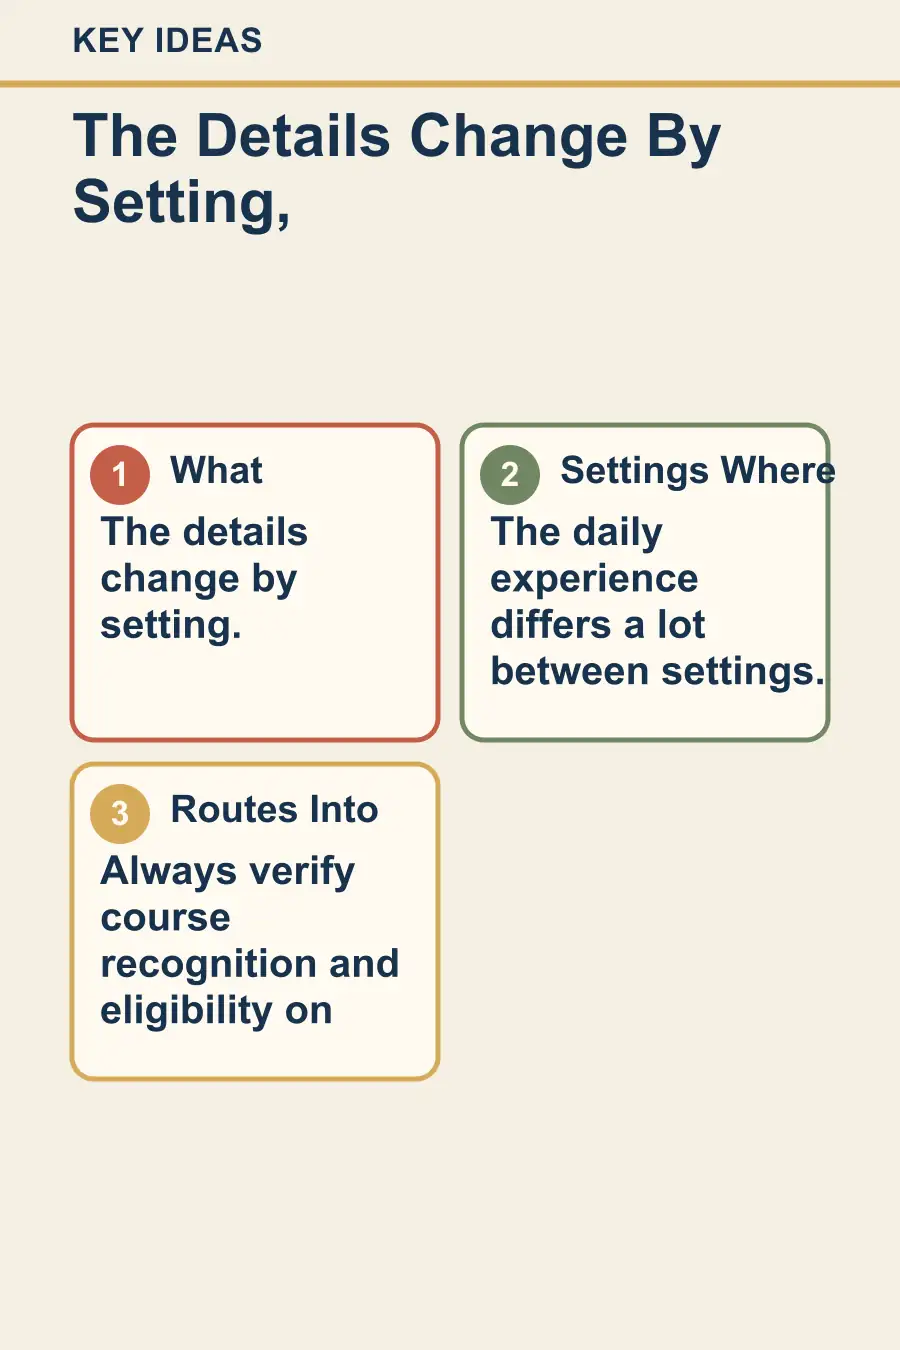 KEY IDEAS
The Details Change By
Setting,
1 What
The details
change by
setting.
2 Settings Where
The daily
experience
differs a lot
between settings.
3 Routes Into
Always verify
course
recognition and
eligibility on